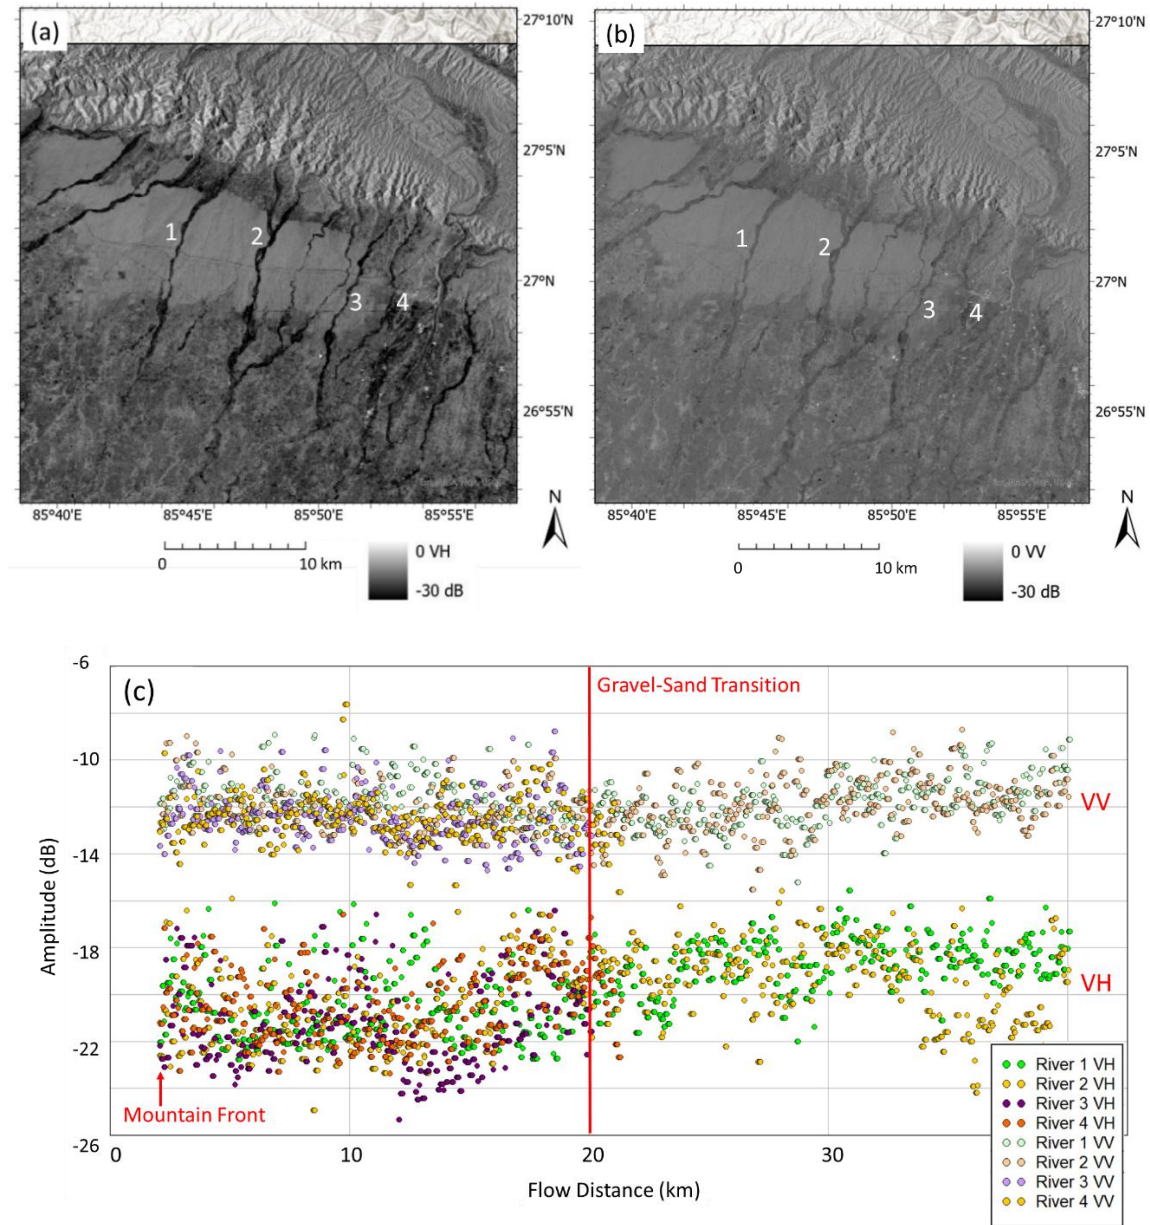 (a)
(b)
27°10'N
27°5'N
27°N
26°55'N
27°10'N
27°5'N
27°N
26°55'N
1
2
3
4
1
2
3
4
85°40'E
85°45'E
85°50'E
85°55'E
85°40'E
85°45'E
85°50'E
85°55'E
N
N
0
10 km
0 VH
-30 dB
0
10 km
0 VV
-30 dB
(c)
Gravel-Sand Transition
-6
-10
-14
-18
-22
-26
Amplitude (dB)
VV
VH
Mountain Front
0
10
20
30
Flow Distance (km)
River 1 VH
River 2 VH
River 3 VH
River 4 VH
River 1 VV
River 2 VV
River 3 VV
River 4 VV